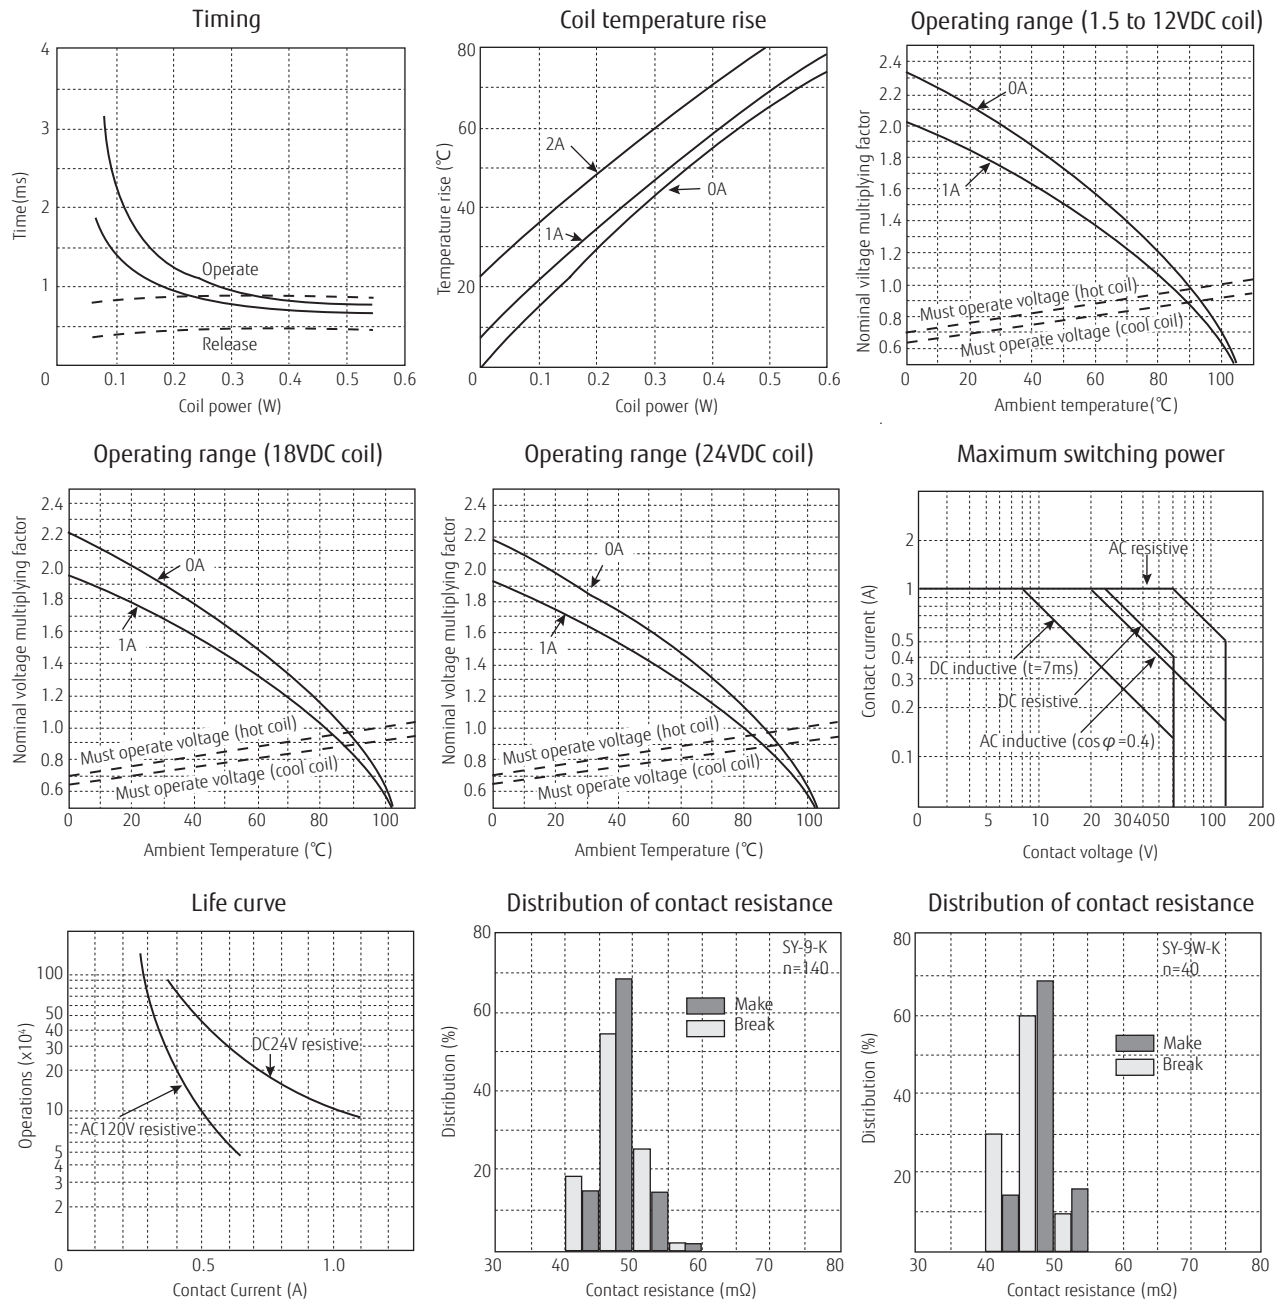 Timing
4
3
2
1
0
0.1
0.2
0.3
0.4
0.5
0.6
Time(ms)
Coil power (W)
Operate
Release
Coil temperature rise
80
60
40
20
0
0.1
0.2
0.3
0.4
0.5
0.6
Temperature rise (℃)
Coil power (W)
2A
0A
1A
Operating range (1.5 to 12VDC coil)
2.4
2.2
2.0
1.8
1.6
1.4
1.2
1.0
0.8
0.6
0
20
40
60
80
100
Nominal voltage multiplying factor
Ambient temperature(℃)
0A
1A
Must operate voltage (hot coil)
Must operate voltage (cool coil)
Operating range (18VDC coil)
2.4
2.2
2.0
1.8
1.6
1.4
1.2
1.0
0.8
0.6
0
20
40
60
80
100
Nominal voltage multiplying factor
Ambient Temperature (℃)
0A
1A
Must operate voltage (hot coil)
Must operate voltage (cool coil)
Operating range (24VDC coil)
2.4
2.2
2.0
1.8
1.6
1.4
1.2
1.0
0.8
0.6
0
20
40
60
80
100
Nominal voltage multiplying factor
Ambient Temperature (℃)
0A
1A
Must operate voltage (hot coil)
Must operate voltage (cool coil)
Maximum switching power
2
1
0.5
0.4
0.3
0.2
0.1
0
5
10
20
30
40
50
100
200
Contact current (A)
Contact voltage (V)
AC resistive
DC inductive (t=7ms)
DC resistive
AC inductive (cos φ=0.4)
Life curve
100
50
40
30
20
10
5
4
3
2
0
0.5
1.0
Operations (x10⁴)
Contact Current (A)
DC24V resistive
AC120V resistive
Distribution of contact resistance
80
60
40
20
30
40
50
60
70
80
Distribution (%)
Contact resistance (mΩ)
SY-9-K
n=140
Make
Break
Distribution of contact resistance
80
60
40
20
30
40
50
60
70
80
Distribution (%)
Contact resistance (mΩ)
SY-9W-K
n=40
Make
Break